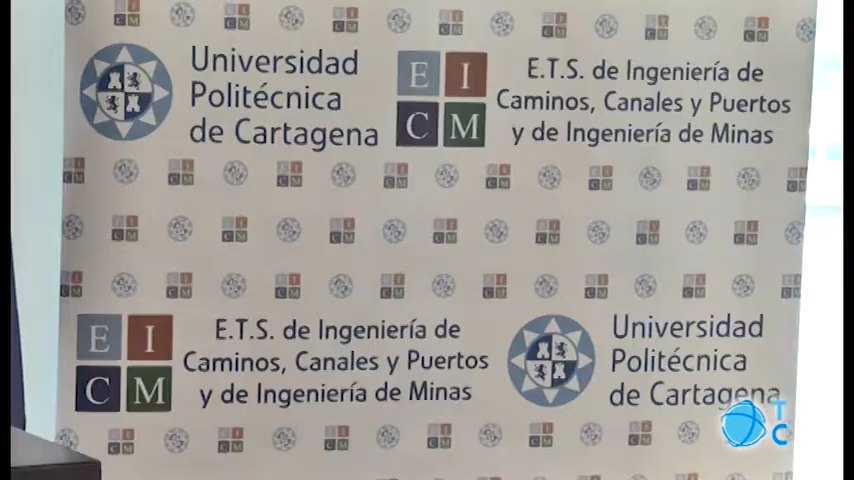 Universidad
Politécnica
de Cartagena
E I
C M
E.T.S. de Ingeniería de
Caminos, Canales y Puertos
y de Ingeniería de Minas
E I
C M
E.T.S. de Ingeniería de
Caminos, Canales y Puertos
y de Ingeniería de Minas
Universidad
Politécnica
de Cartagena
T
C